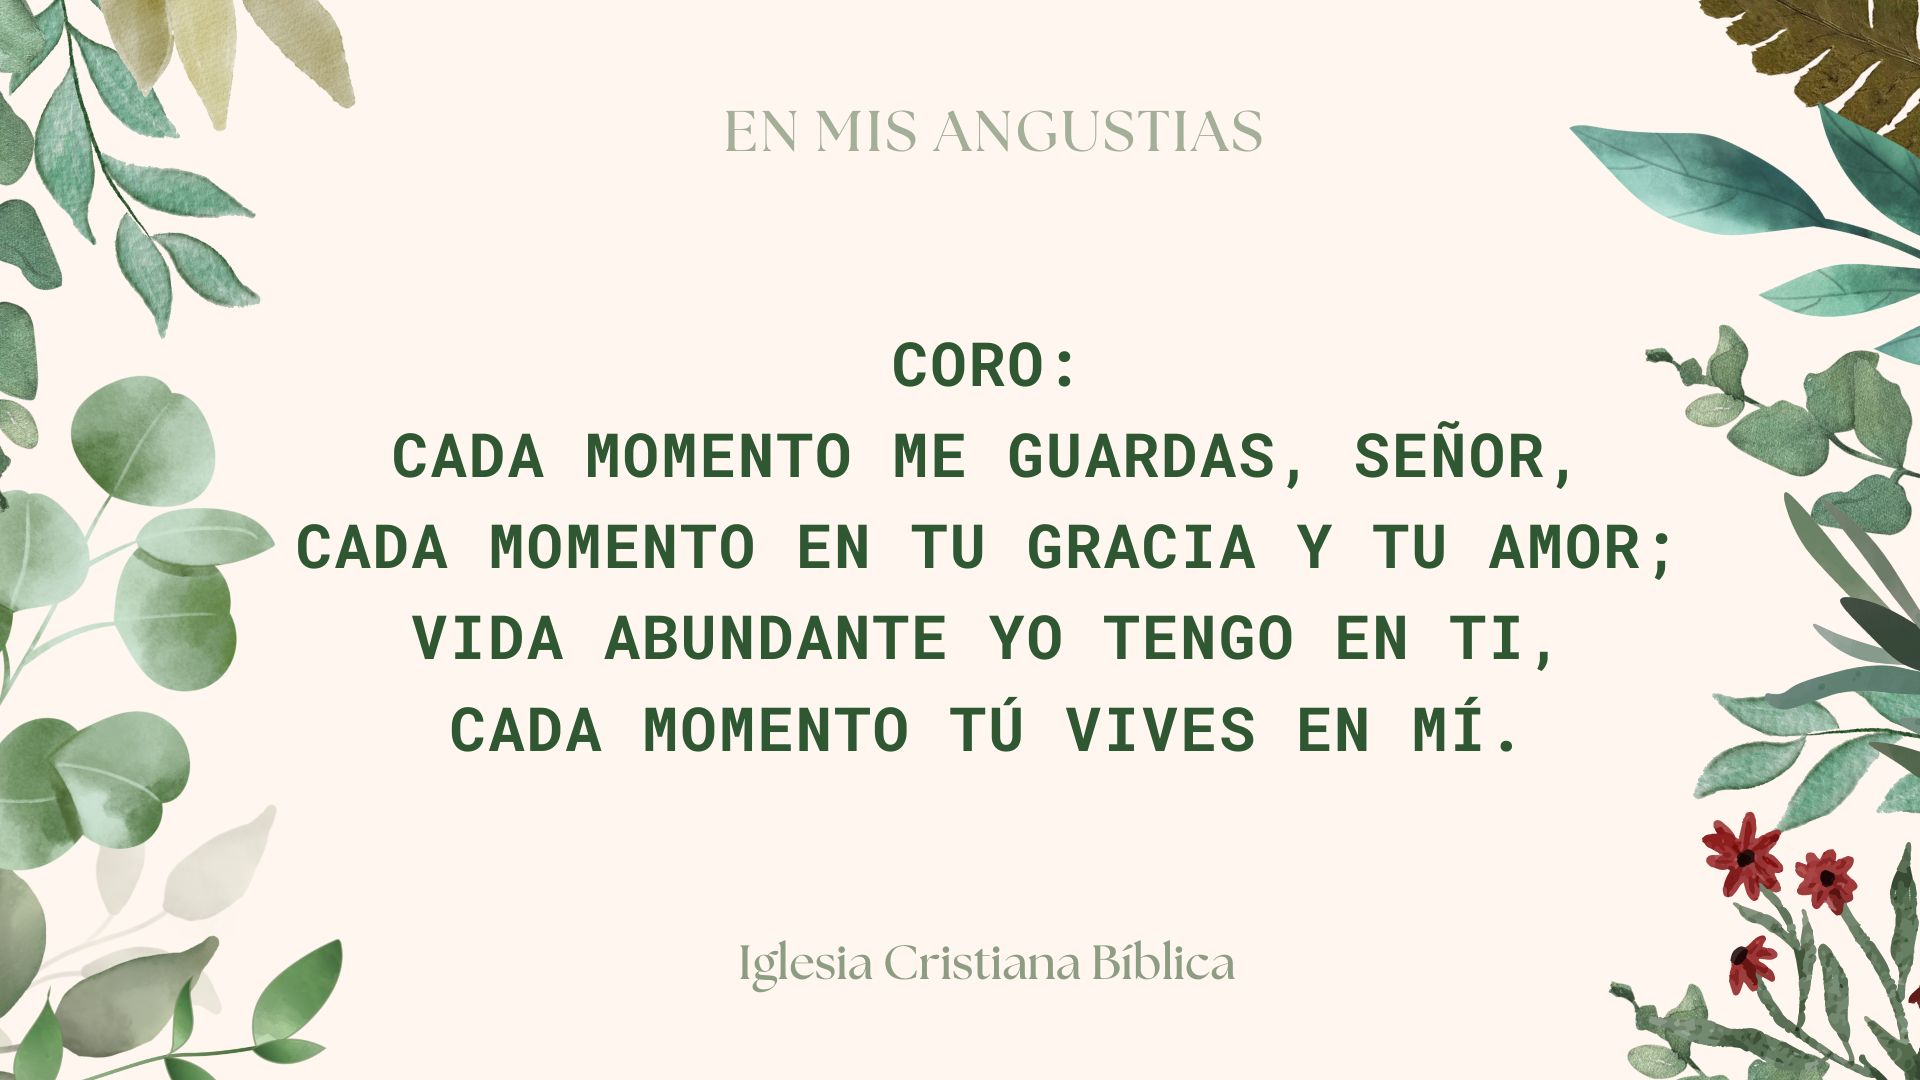 EN MIS ANGUSTIAS
CORO:
CADA MOMENTO ME GUARDAS, SEÑOR,
CADA MOMENTO EN TU GRACIA Y TU AMOR;
VIDA ABUNDANTE YO TENGO EN TI,
CADA MOMENTO TÚ VIVES EN MÍ.
Iglesia Cristiana Bíblica